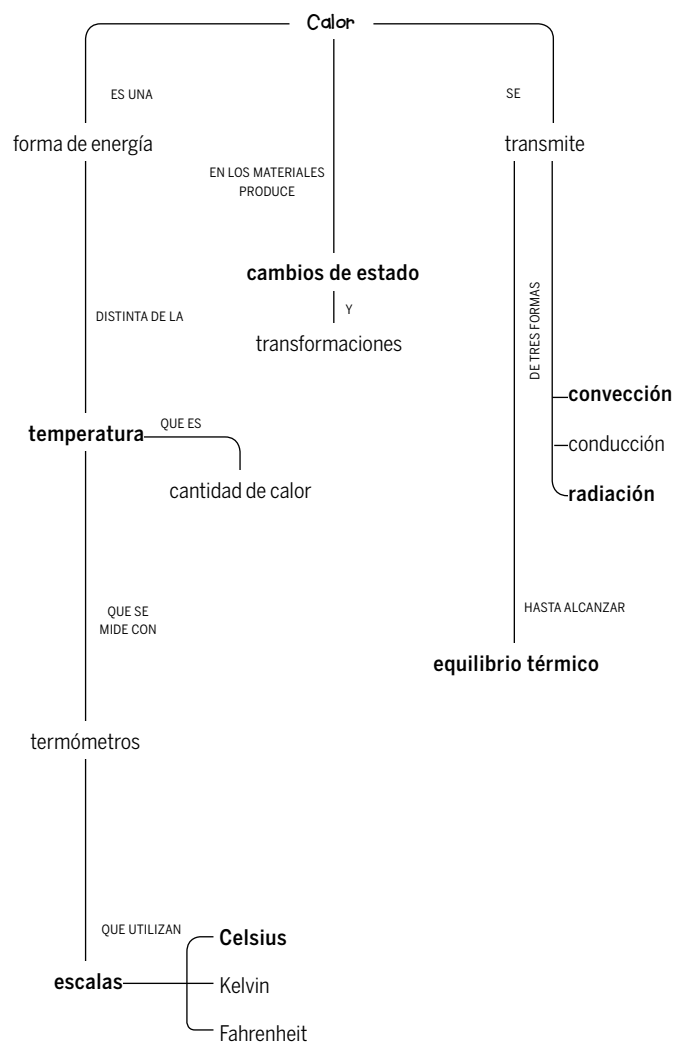 Calor
ES UNA
SE
forma de energía
transmite
EN LOS MATERIALES
PRODUCE
cambios de estado
Y
transformaciones
DISTINTA DE LA
DE TRES FORMAS
convección
temperatura
QUE ES
conducción
cantidad de calor
radiación
QUE SE
MIDE CON
HASTA ALCANZAR
equilibrio térmico
termómetros
QUE UTILIZAN
Celsius
escalas
Kelvin
Fahrenheit